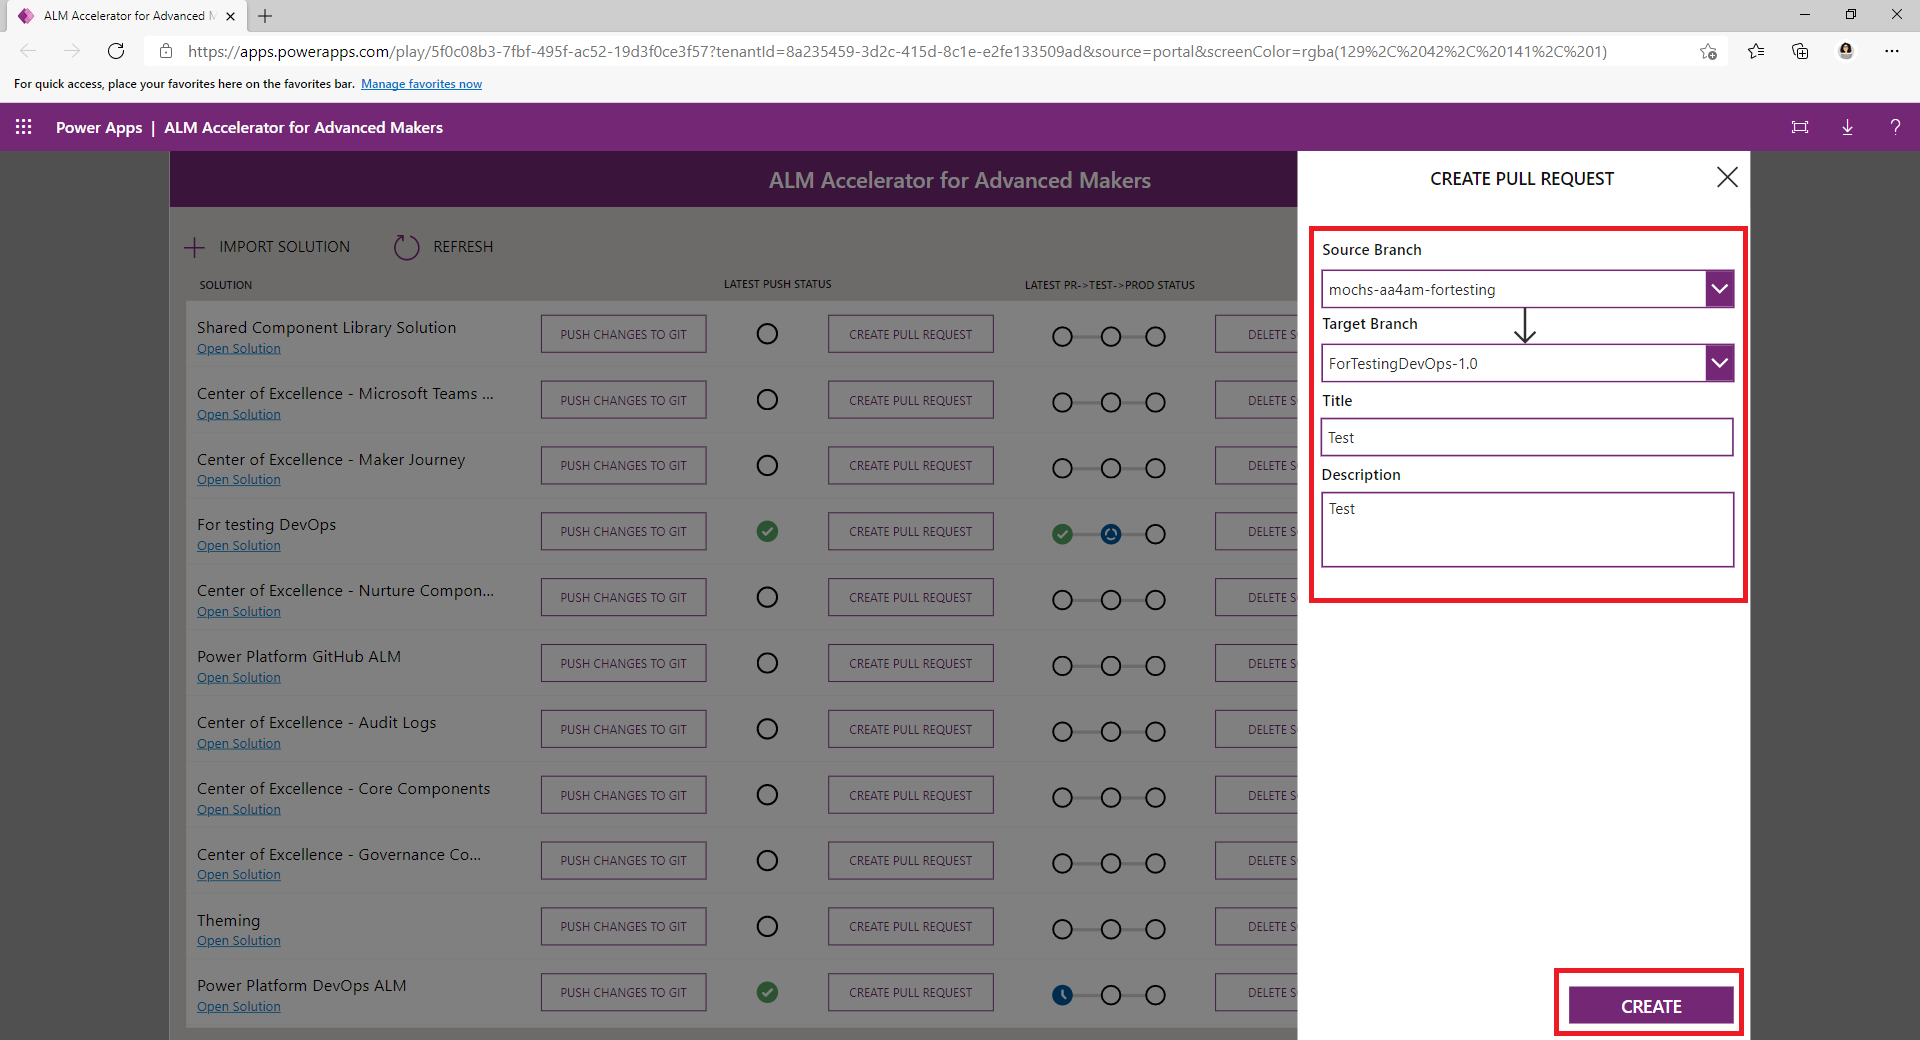 ALM Accelerator for Advanced M
https://apps.powerapps.com/play/5f0c08b3-7fbf-495f-ac52-19d3f0ce3f57?tenantId=8a235459-3d2c-415d-8c1e-e2fe133509ad&source=portal&screenColor=rgba(129%2C%2042%2C%20141%2C%201)
For quick access, place your favorites here on the favorites bar. Manage favorites now
Power Apps | ALM Accelerator for Advanced Makers
?
ALM Accelerator for Advanced Makers
IMPORT SOLUTION REFRESH
SOLUTION LATEST PUSH STATUS LATEST PR->TEST->PROD STATUS
Shared Component Library Solution
Open Solution
PUSH CHANGES TO GIT CREATE PULL REQUEST DELETE S
Center of Excellence - Microsoft Teams ...
Open Solution
PUSH CHANGES TO GIT CREATE PULL REQUEST DELETE S
Center of Excellence - Maker Journey
Open Solution
PUSH CHANGES TO GIT CREATE PULL REQUEST DELETE S
For testing DevOps
Open Solution
PUSH CHANGES TO GIT CREATE PULL REQUEST DELETE S
Center of Excellence - Nurture Compon...
Open Solution
PUSH CHANGES TO GIT CREATE PULL REQUEST DELETE S
Power Platform GitHub ALM
Open Solution
PUSH CHANGES TO GIT CREATE PULL REQUEST DELETE S
Center of Excellence - Audit Logs
Open Solution
PUSH CHANGES TO GIT CREATE PULL REQUEST DELETE S
Center of Excellence - Core Components
Open Solution
PUSH CHANGES TO GIT CREATE PULL REQUEST DELETE S
Center of Excellence - Governance Co...
Open Solution
PUSH CHANGES TO GIT CREATE PULL REQUEST DELETE S
Theming
Open Solution
PUSH CHANGES TO GIT CREATE PULL REQUEST DELETE S
Power Platform DevOps ALM
Open Solution
PUSH CHANGES TO GIT CREATE PULL REQUEST DELETE S
CREATE PULL REQUEST
Source Branch
mochs-aa4am-fortesting
Target Branch
ForTestingDevOps-1.0
Title
Test
Description
Test
CREATE